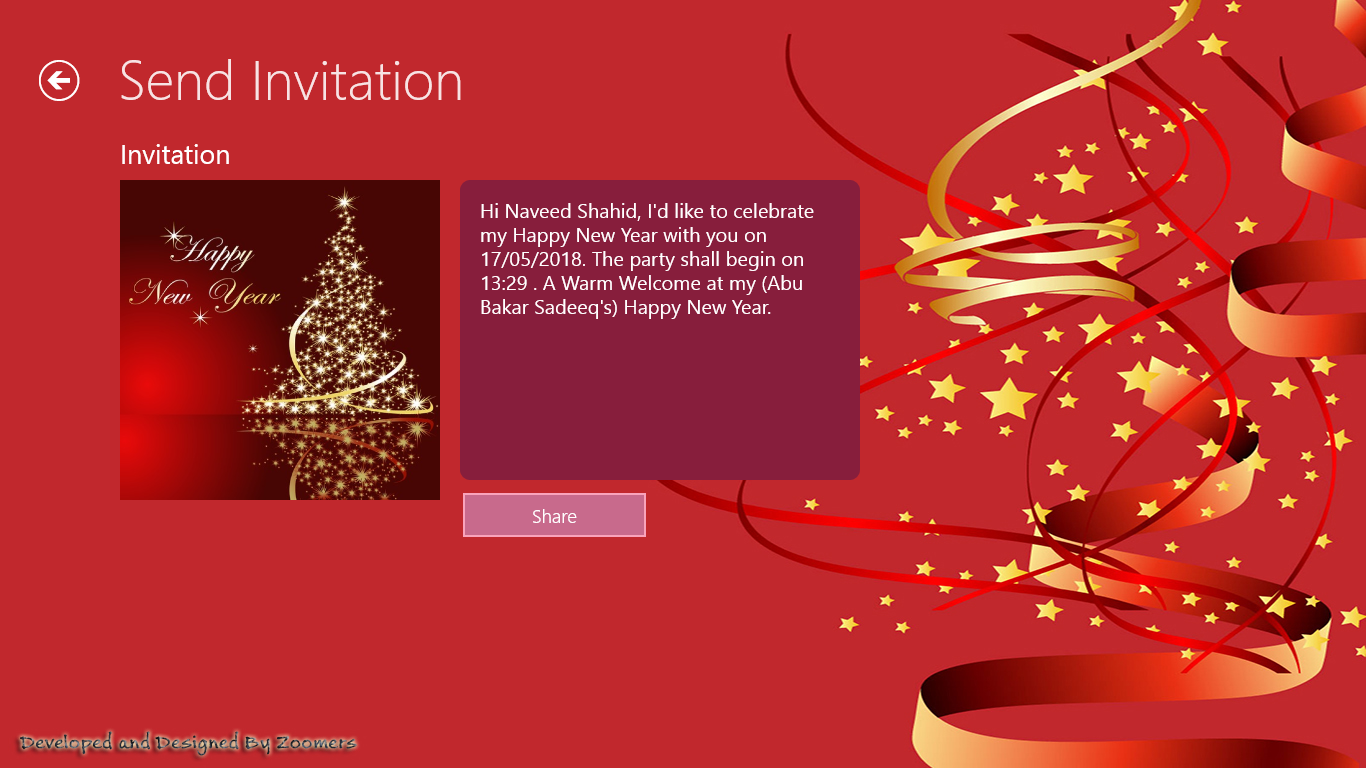 Send Invitation
Invitation
Happy
New Year
Hi Naveed Shahid, I'd like to celebrate
my Happy New Year with you on
17/05/2018. The party shall begin on
13:29 . A Warm Welcome at my (Abu
Bakar Sadeeq's) Happy New Year.
Share
Developed and Designed By Zoomers